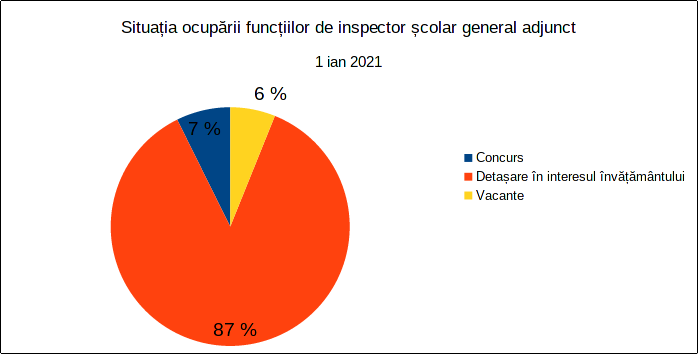 Situația ocupării funcțiilor de inspector școlar general adjunct
1 ian 2021
6 %
7 %
Concurs
Detașare în interesul învățământului
Vacante
87 %